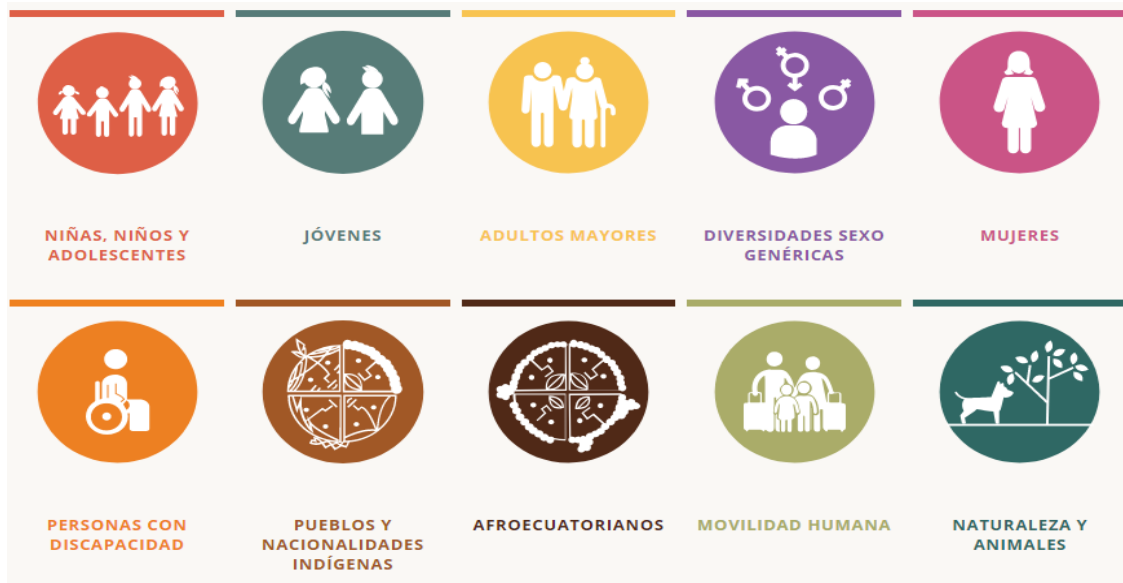 NIÑAS, NIÑOS Y
ADOLESCENTES
JÓVENES
ADULTOS MAYORES
DIVERSIDADES SEXO
GENÉRICAS
MUJERES
PERSONAS CON
DISCAPACIDAD
PUEBLOS Y
NACIONALIDADES
INDÍGENAS
AFROECUATORIANOS
MOVILIDAD HUMANA
NATURALEZA Y
ANIMALES